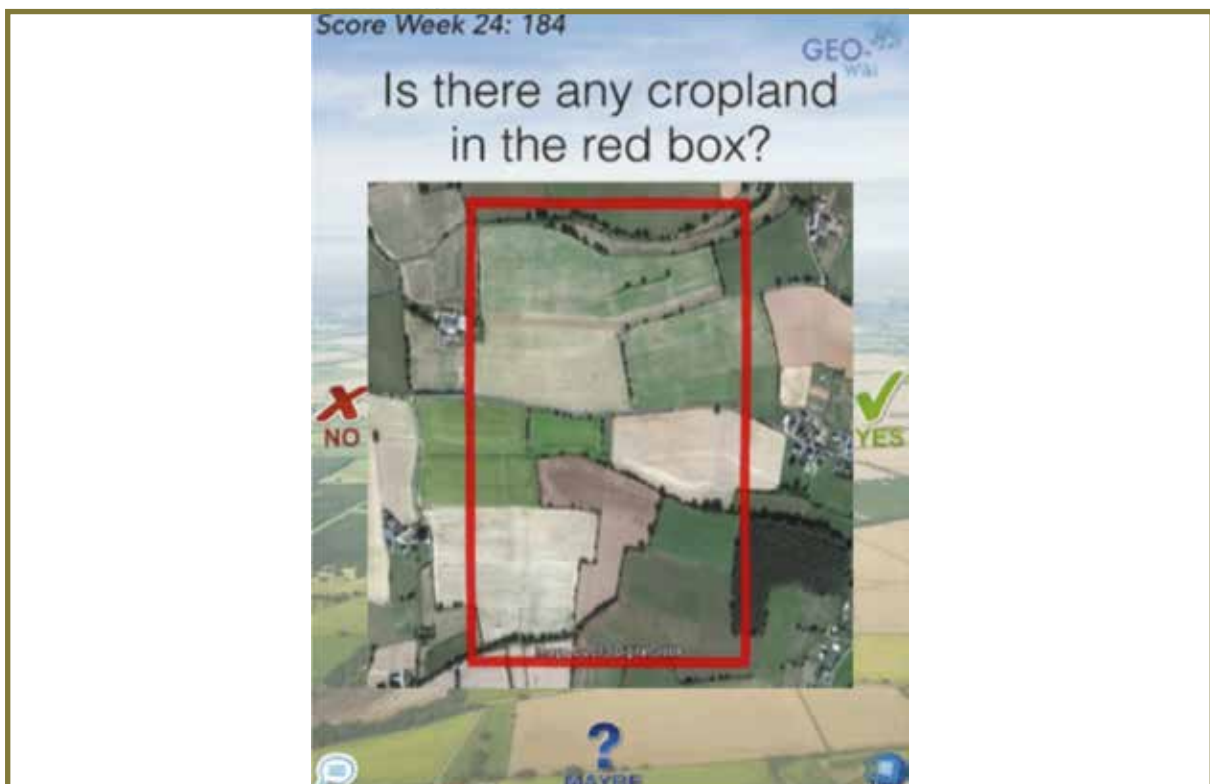 Score Week 24: 184
GEO-
Wiki
Is there any cropland
in the red box?
NO
YES
?
MAYBE